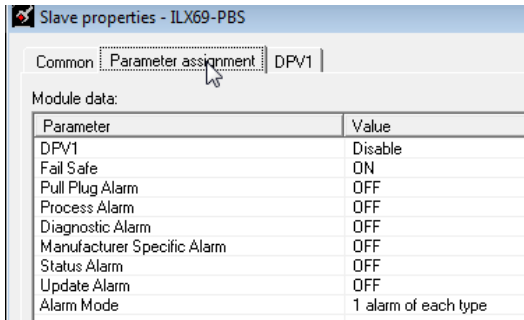 Slave properties - ILX69-PBS
Common Parameter assignment DPV1
Module data:
Parameter Value
DPV1 Disable
Fail Safe ON
Pull Plug Alarm OFF
Process Alarm OFF
Diagnostic Alarm OFF
Manufacturer Specific Alarm OFF
Status Alarm OFF
Update Alarm OFF
Alarm Mode 1 alarm of each type